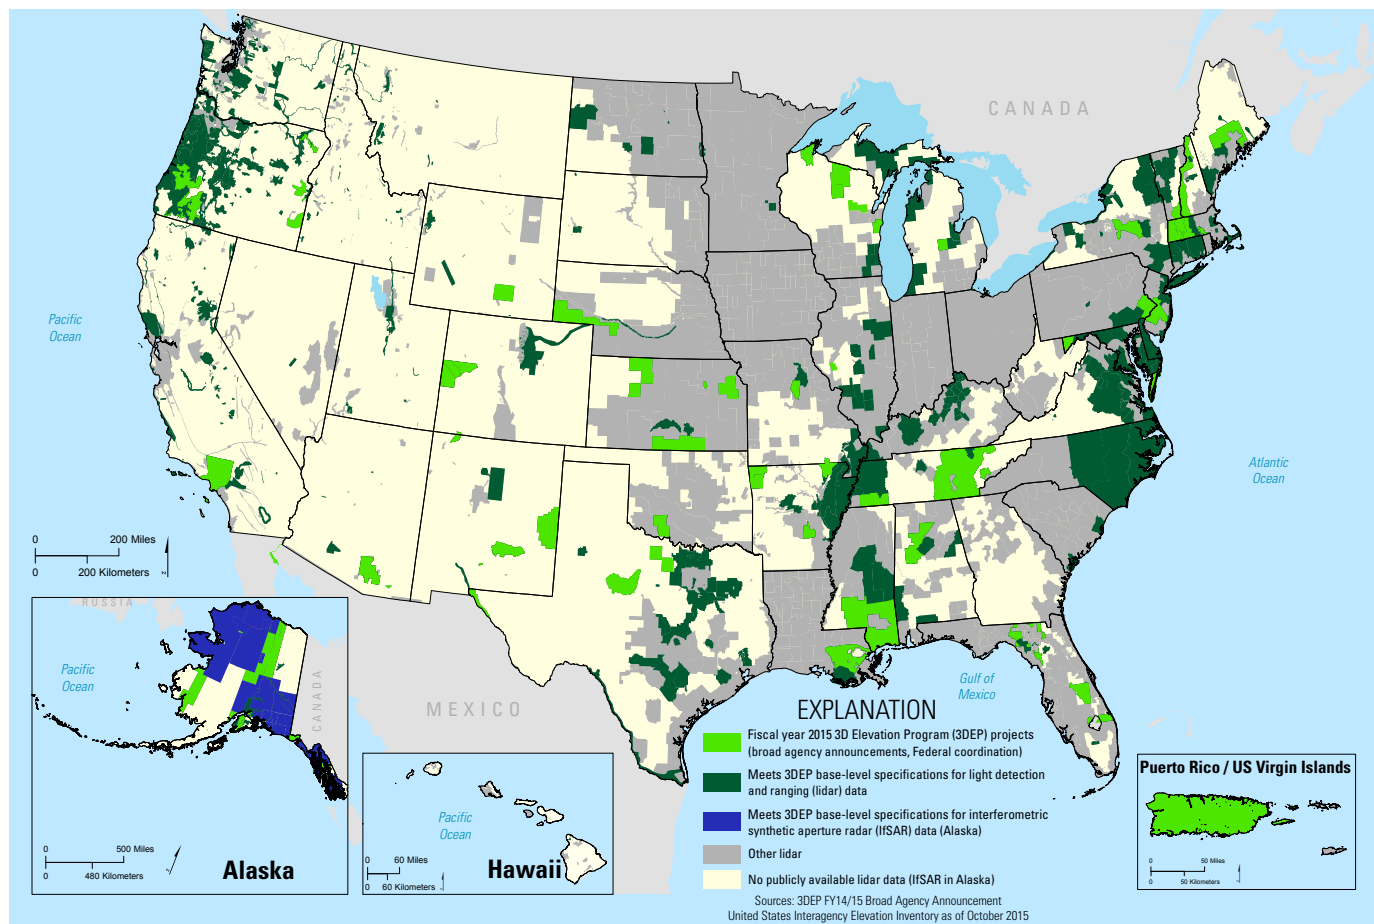 CANADA
Pacific
Ocean
Atlantic
Ocean
0 200 Miles
0 200 Kilometers
RUSSIA
Pacific
Ocean
CANADA
0 500 Miles
0 480 Kilometers
Alaska
MEXICO
Gulf of
Mexico
Pacific
Ocean
0 60 Miles
0 60 Kilometers
Hawaii
EXPLANATION
Fiscal year 2015 3D Elevation Program (3DEP) projects
(broad agency announcements, Federal coordination)
Meets 3DEP base-level specifications for light detection
and ranging (lidar) data
Meets 3DEP base-level specifications for interferometric
synthetic aperture radar (IfSAR) data (Alaska)
Other lidar
No publicly available lidar data (IfSAR in Alaska)
Sources: 3DEP FY14/15 Broad Agency Announcement
United States Interagency Elevation Inventory as of October 2015
Puerto Rico / US Virgin Islands
0 50 Miles
0 50 Kilometers